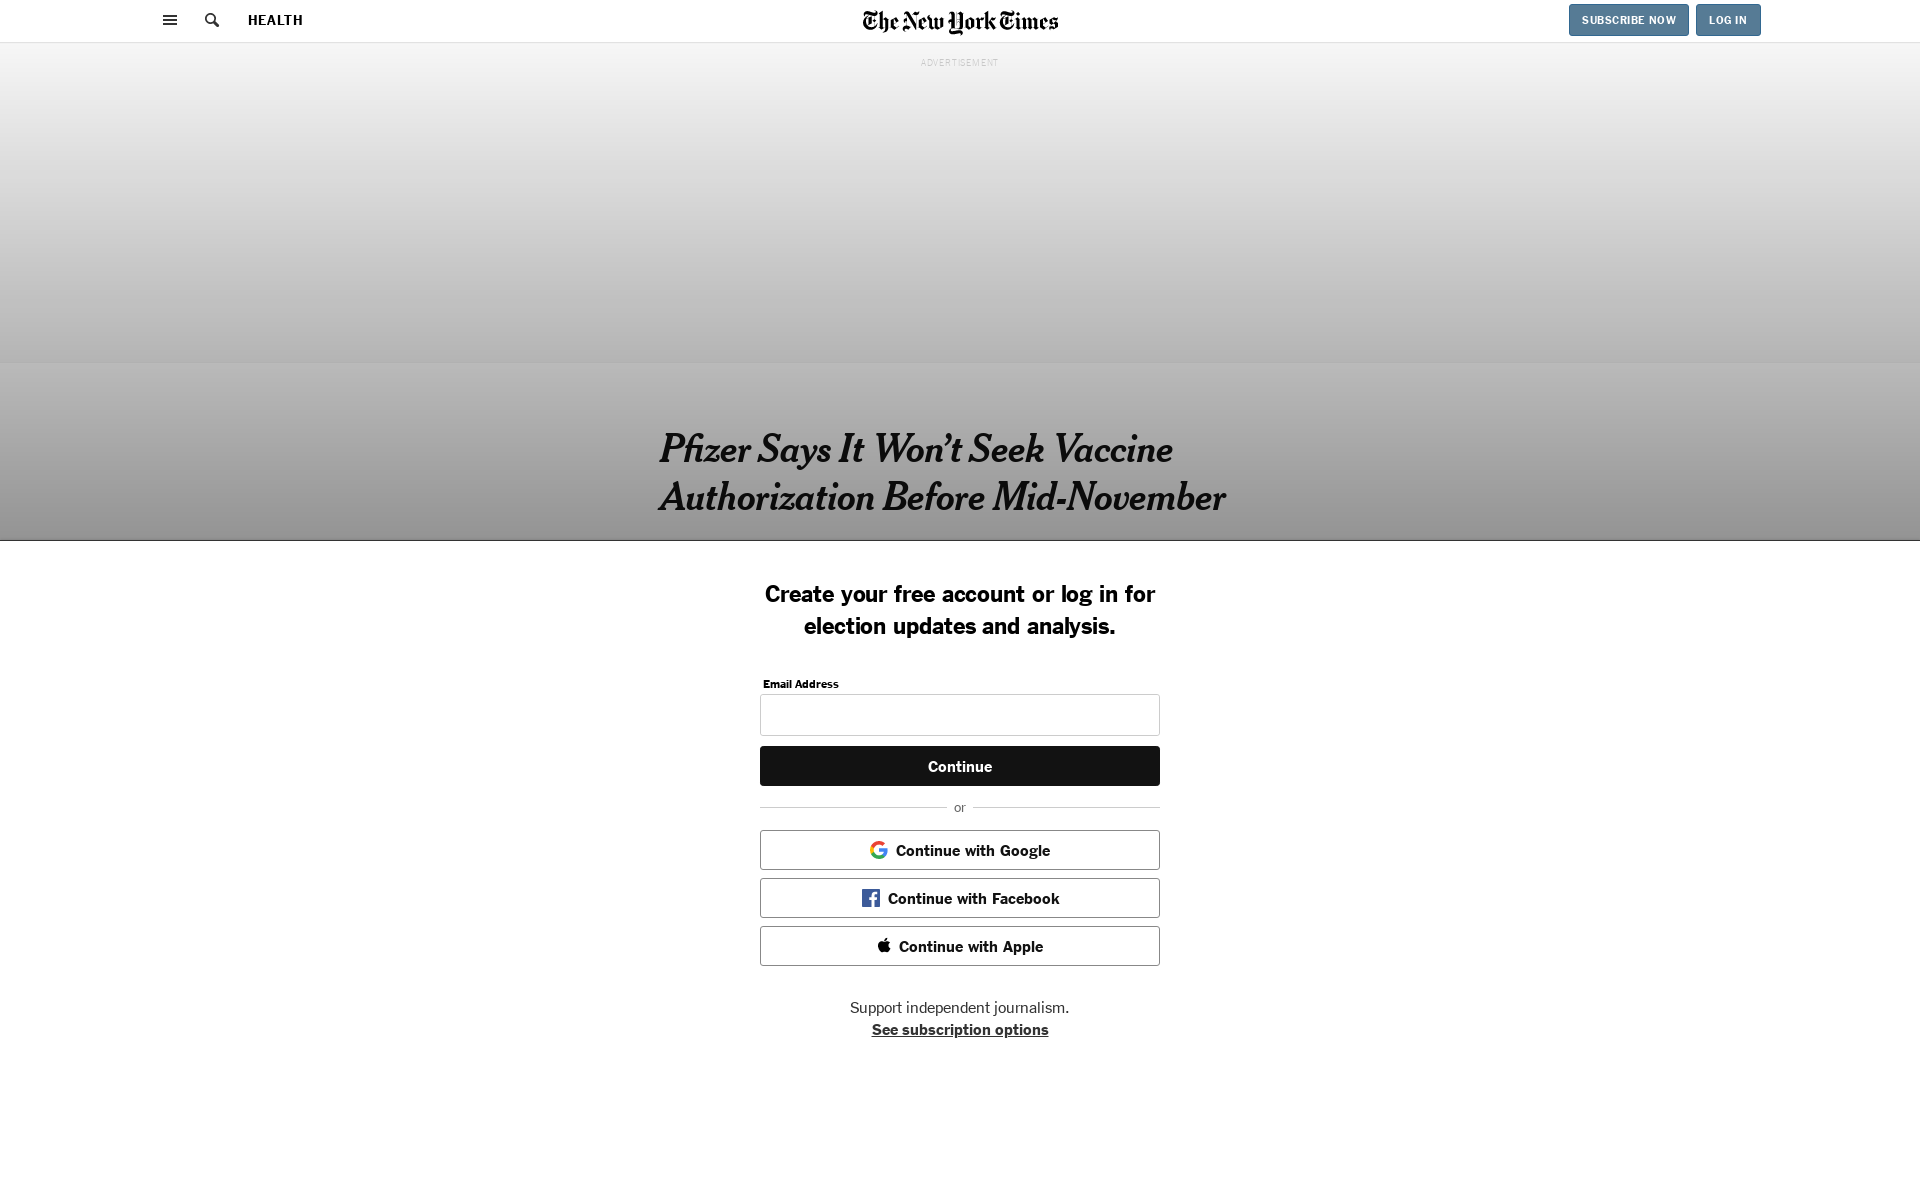 HEALTH
The New York Times
SUBSCRIBE NOW
LOG IN
ADVERTISEMENT
Pfizer Says It Won’t Seek Vaccine
Authorization Before Mid-November
Create your free account or log in for
election updates and analysis.
Email Address
Continue
or
Continue with Google
Continue with Facebook
Continue with Apple
Support independent journalism.
See subscription options